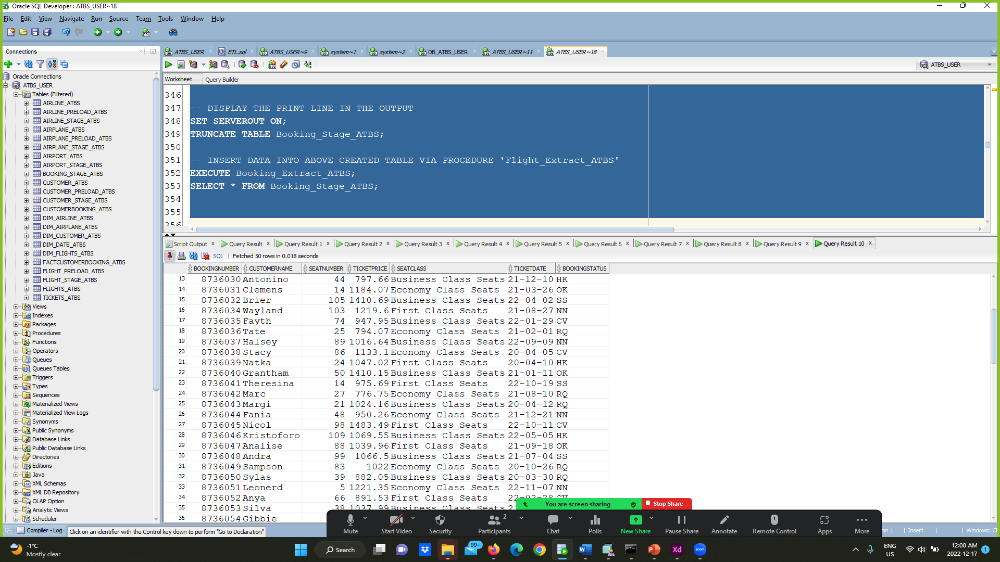 Oracle SQL Developer : ATBS_USER~18
File Edit View Navigate Run Source Team Tools Window Help
Connections
ATBS_USER ETL.sql ATBS_USER~9 system~1 system~2 DB_ATBS_USER ATBS_USER~11 ATBS_USER~18
ATBS_USER
Worksheet Query Builder
Oracle Connections
ATBS_USER
Tables (Filtered)
AIRLINE_ATBS
AIRLINE_PRELOAD_ATBS
AIRLINE_STAGE_ATBS
AIRPLANE_ATBS
AIRPLANE_PRELOAD_ATBS
AIRPLANE_STAGE_ATBS
AIRPORT_ATBS
AIRPORT_STAGE_ATBS
BOOKING_STAGE_ATBS
CUSTOMER_ATBS
CUSTOMER_PRELOAD_ATBS
CUSTOMER_STAGE_ATBS
CUSTOMERBOOKING_ATBS
DIM_AIRLINE_ATBS
DIM_AIRPLANE_ATBS
DIM_CUSTOMER_ATBS
DIM_DATE_ATBS
DIM_FLIGHTS_ATBS
FACTCUSTOMERBOOKING_ATBS
FLIGHT_PRELOAD_ATBS
FLIGHT_STAGE_ATBS
FLIGHTS_ATBS
TICKETS_ATBS
Views
Indexes
Packages
Procedures
Functions
Operators
Queues
Queues Tables
Triggers
Types
Sequences
Materialized Views
Materialized View Logs
Synonyms
Public Synonyms
Database Links
Public Database Links
Directories
Editions
Java
XML Schemas
XML DB Repository
OLAP Option
Analytic Views
Scheduler
346
347 -- DISPLAY THE PRINT LINE IN THE OUTPUT
348 SET SERVEROUT ON;
349 TRUNCATE TABLE Booking_Stage_ATBS;
350
351 -- INSERT DATA INTO ABOVE CREATED TABLE VIA PROCEDURE 'Flight_Extract_ATBS'
352 EXECUTE Booking_Extract_ATBS;
353 SELECT * FROM Booking_Stage_ATBS;
354
355
356
Script Output x Query Result x Query Result 1 x Query Result 2 x Query Result 3 x Query Result 4 x Query Result 5 x Query Result 6 x Query Result 7 x Query Result 8 x Query Result 9 x Query Result 10 x
SQL | Fetched 50 rows in 0.018 seconds
BOOKINGNUMBER CUSTOMERNAME SEATNUMBER TICKETPRICE SEATCLASS TICKETDATE BOOKINGSTATUS
13 8736030 Antonino 44 797.66 Business Class Seats 21-12-10 HK
14 8736031 Clemens 14 1184.07 Economy Class Seats 21-03-26 OK
15 8736032 Brier 105 1410.69 Business Class Seats 22-04-02 SS
16 8736034 Wayland 103 1219.6 First Class Seats 21-08-27 NN
17 8736035 Fayth 74 947.95 Business Class Seats 22-01-29 CV
18 8736036 Tate 25 794.07 Economy Class Seats 21-02-01 RQ
19 8736037 Halsey 89 1016.64 Business Class Seats 22-09-09 NN
20 8736038 Stacy 86 1133.1 Economy Class Seats 20-04-05 CV
21 8736039 Natka 24 1047.02 First Class Seats 20-04-10 HK
22 8736040 Grantham 50 1410.15 Business Class Seats 21-01-11 OK
23 8736041 Theresina 14 975.69 First Class Seats 22-10-19 SS
24 8736042 Marc 27 776.75 Economy Class Seats 21-08-10 RQ
25 8736043 Margi 21 1024.16 Business Class Seats 20-04-12 RQ
26 8736044 Fania 48 950.26 Economy Class Seats 21-12-21 NN
27 8736045 Nicol 98 1483.49 First Class Seats 22-10-11 CV
28 8736046 Kristoforo 109 1069.55 Business Class Seats 22-05-05 HK
29 8736047 Analise 88 1039.96 First Class Seats 21-09-18 OK
30 8736048 Andra 99 1066.5 Business Class Seats 21-07-04 SS
31 8736049 Sampson 83 1022 Economy Class Seats 20-10-26 RQ
32 8736050 Sylas 39 882.05 Business Class Seats 20-03-30 RQ
33 8736051 Leonerd 5 1221.35 Economy Class Seats 22-11-07 NN
34 8736052 Anya 66 891.53 First Class Seats 22-02-28 CV
35 8736053 Silva 38 1037.99 Business Class Seats
36 8736054 Gibbie
You are screen sharing Stop Share
Mute Start Video Security Participants 2 Chat Polls New Share Pause Share Annotate Remote Control Apps More
Compiler - Log Click on an identifier with the Control key down to perform "Go to Declaration"
mn 1 | Insert | Windows: CR
-1°C
Mostly clear
Search
99+
Xd
zoom
ENG
US
12:00 AM
2022-12-17
1